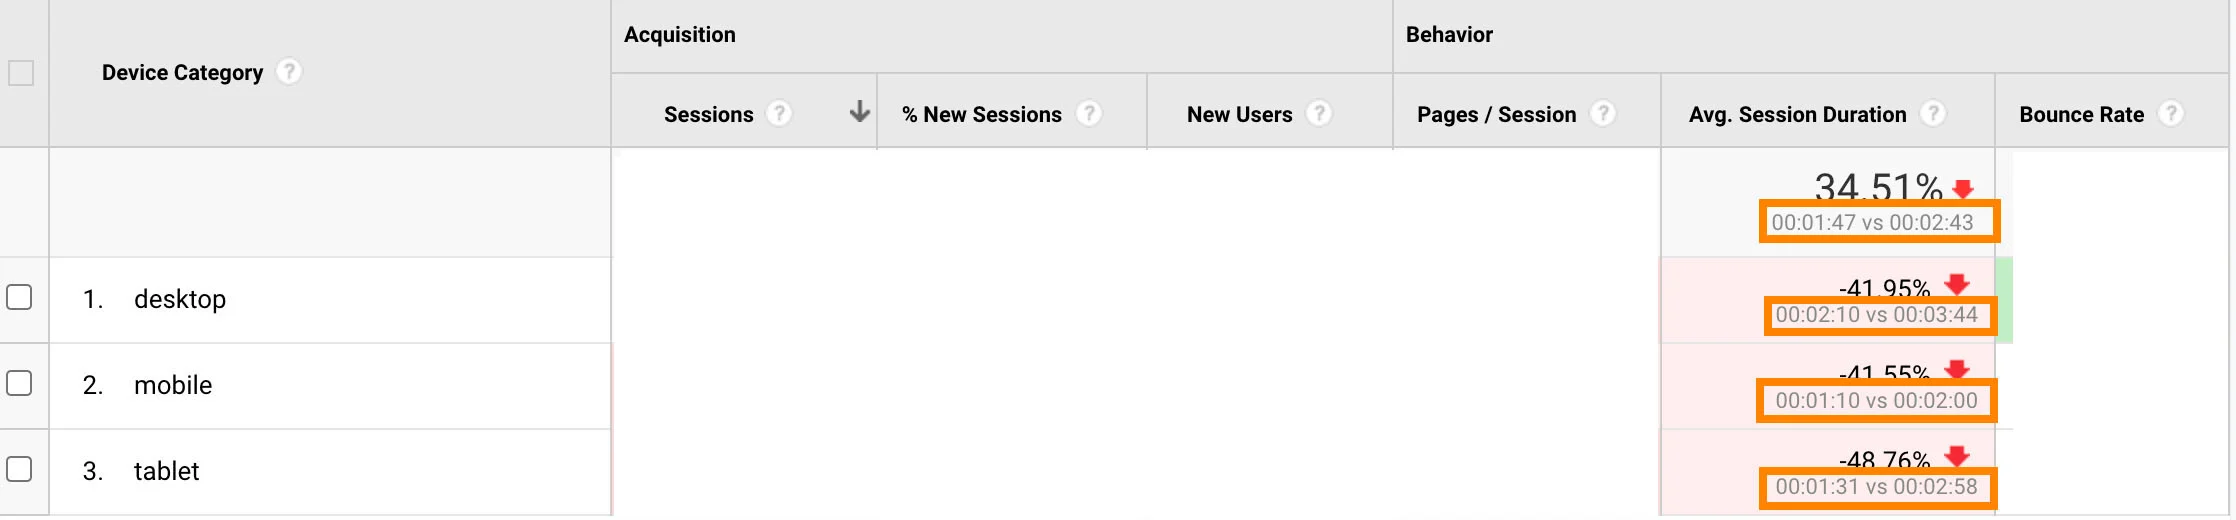 Acquisition
Behavior
Device Category ?
Sessions ?
% New Sessions ?
New Users ?
Pages / Session ?
Avg. Session Duration ?
Bounce Rate ?
34.51%
00:01:47 vs 00:02:43
1. desktop
-41.95%
00:02:10 vs 00:03:44
2. mobile
-41.55%
00:01:10 vs 00:02:00
3. tablet
-48.76%
00:01:31 vs 00:02:58